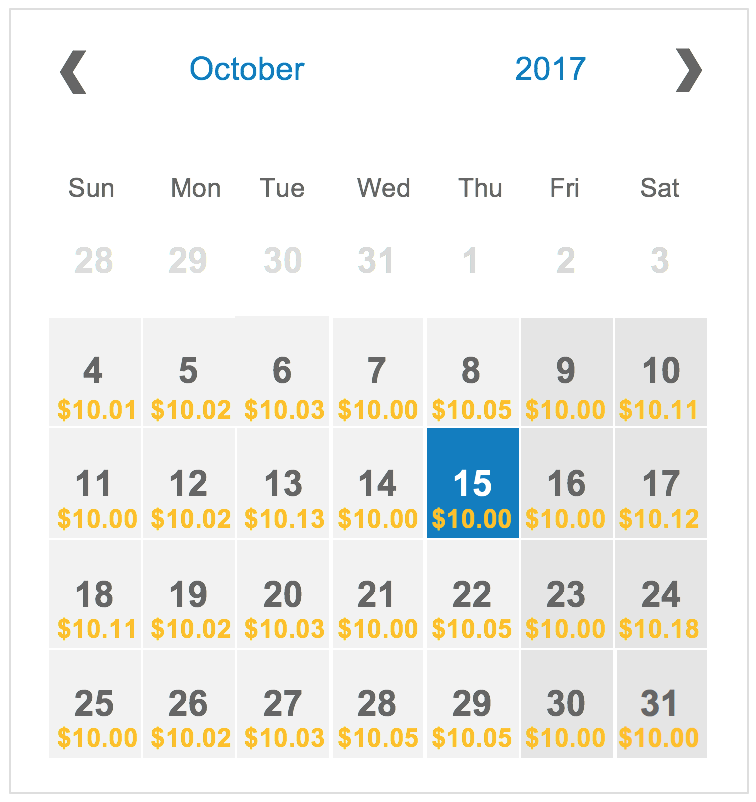 ❮ October 2017 ❯
Sun Mon Tue Wed Thu Fri Sat
28 29 30 31 1 2 3
4 5 6 7 8 9 10
$10.01 $10.02 $10.03 $10.00 $10.05 $10.00 $10.11
11 12 13 14 15 16 17
$10.00 $10.02 $10.13 $10.00 $10.00 $10.00 $10.12
18 19 20 21 22 23 24
$10.11 $10.02 $10.03 $10.00 $10.05 $10.00 $10.18
25 26 27 28 29 30 31
$10.00 $10.02 $10.03 $10.05 $10.05 $10.00 $10.00